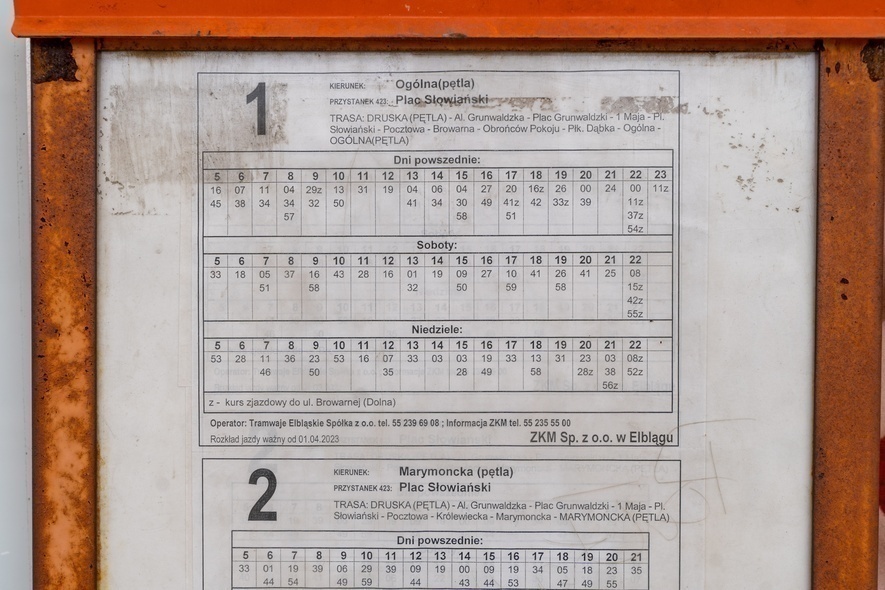 1
KIERUNEK: Ogólna(pętla)
PRZYSTANEK 423: Plac Słowiański
TRASA: DRUSKA (PĘTLA) - Al. Grunwaldzka - Plac Grunwaldzki - 1 Maja - Pl.
Słowiański - Pocztowa - Browarna - Obrońców Pokoju - Płk. Dąbka - Ogólna -
OGÓLNA(PĘTLA)
Dni powszednie:
5 6 7 8 9 10 11 12 13 14 15 16 17 18 19 20 21 22 23
16 07 11 04 29z 13 31 19 04 06 04 27 20 16z 26 00 24 00 11z
45 38 34 34 32 50 41 34 30 49 41z 42 33z 39 11z
57 58 51 37z
54z
Soboty:
5 6 7 8 9 10 11 12 13 14 15 16 17 18 19 20 21 22
33 18 05 37 16 43 28 16 01 19 09 27 10 41 26 41 25 08
51 58 32 50 59 58 15z
42z
55z
Niedziele:
5 6 7 8 9 10 11 12 13 14 15 16 17 18 19 20 21 22
53 28 11 36 23 53 16 07 33 03 03 19 33 13 31 23 03 08z
46 50 35 28 49 58 28z 38 52z
56z
z - kurs zjazdowy do ul. Browarnej (Dolna)
Operator: Tramwaje Elbląskie Spółka z o.o. tel. 55 239 69 08 ; Informacja ZKM tel. 55 235 55 00
Rozkład jazdy ważny od 01.04.2023 ZKM Sp. z o.o. w Elblągu
2
KIERUNEK: Marymoncka (pętla)
PRZYSTANEK 423: Plac Słowiański
TRASA: DRUSKA (PĘTLA) - Al. Grunwaldzka - Plac Grunwaldzki - 1 Maja - Pl.
Słowiański - Pocztowa - Królewiecka - Marymoncka - MARYMONCKA (PĘTLA)
Dni powszednie:
5 6 7 8 9 10 11 12 13 14 15 16 17 18 19 20 21
33 01 19 39 06 29 39 09 19 00 09 19 34 05 18 23 35
44 54 49 59 44 43 44 53 47 49 55